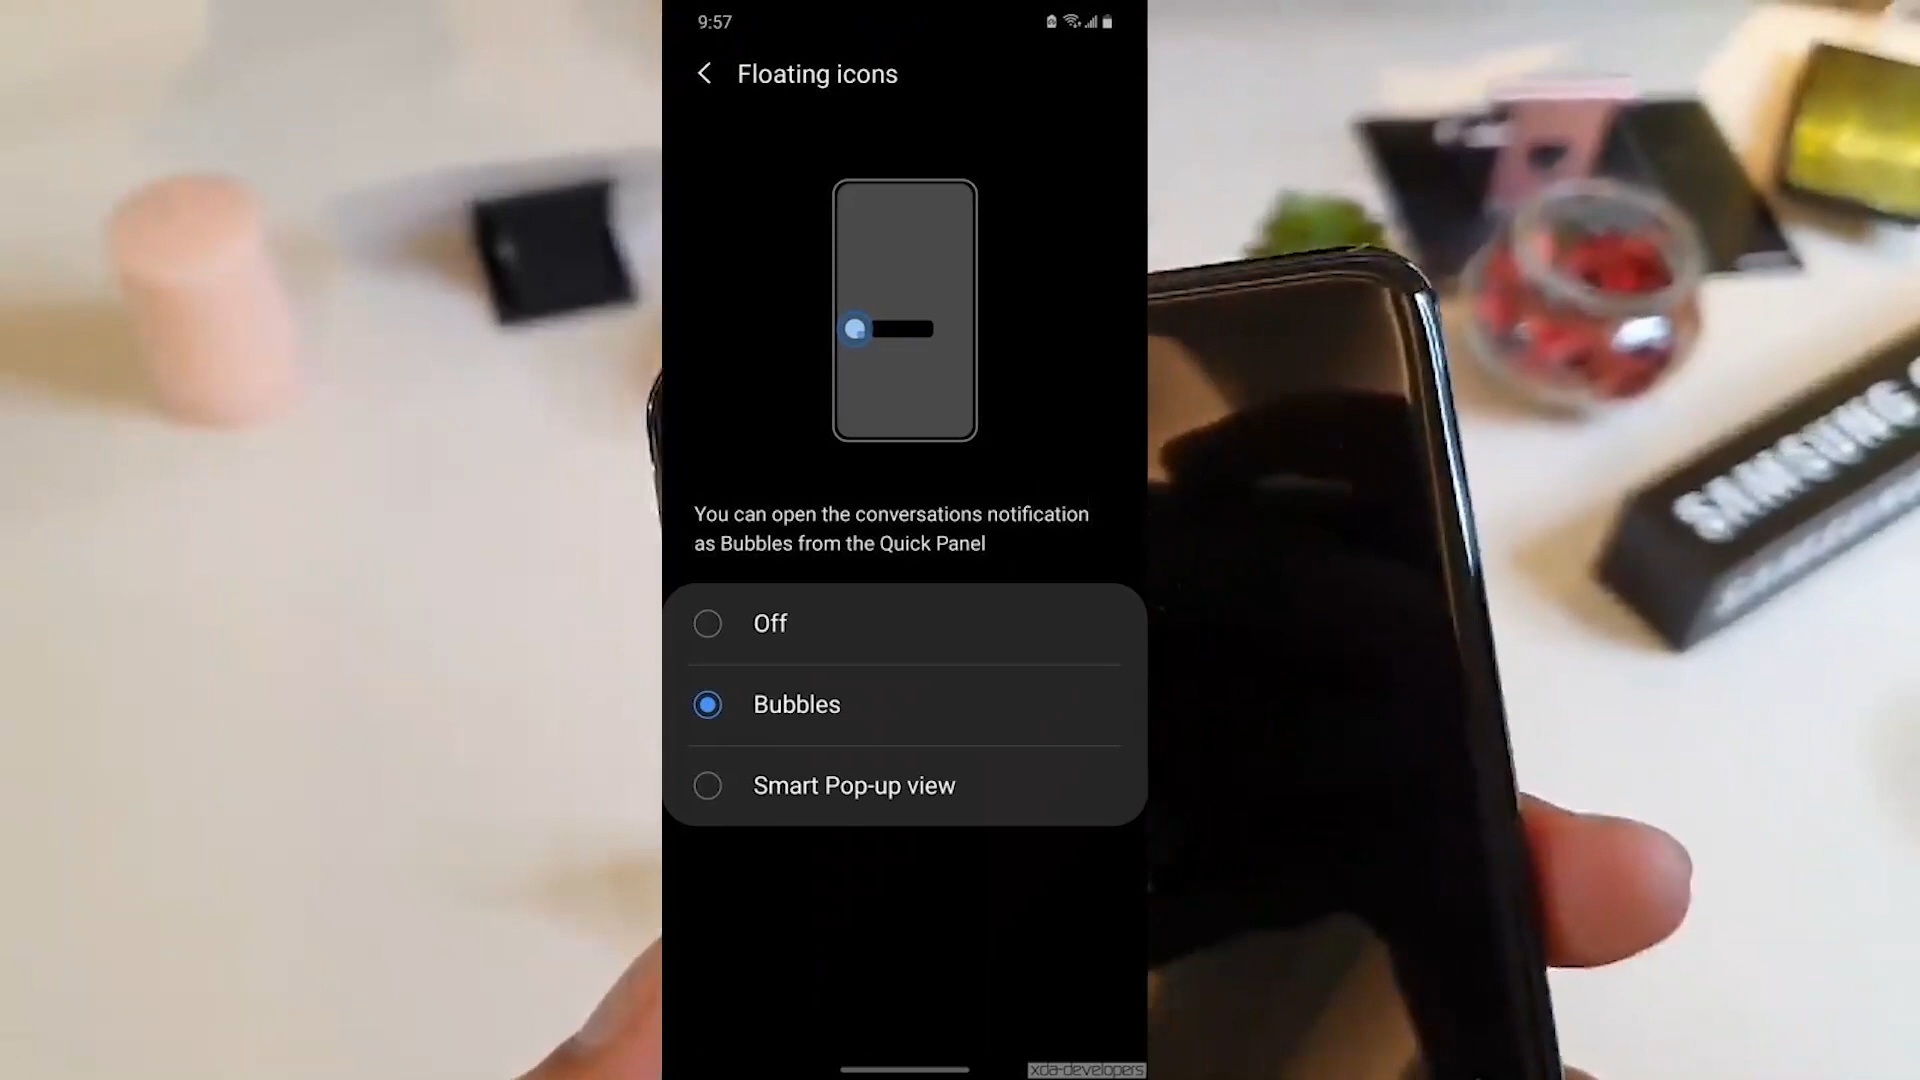 9:57
Floating icons
You can open the conversations notification
as Bubbles from the Quick Panel
Off
Bubbles
Smart Pop-up view
SAMSUNG
xda-developers